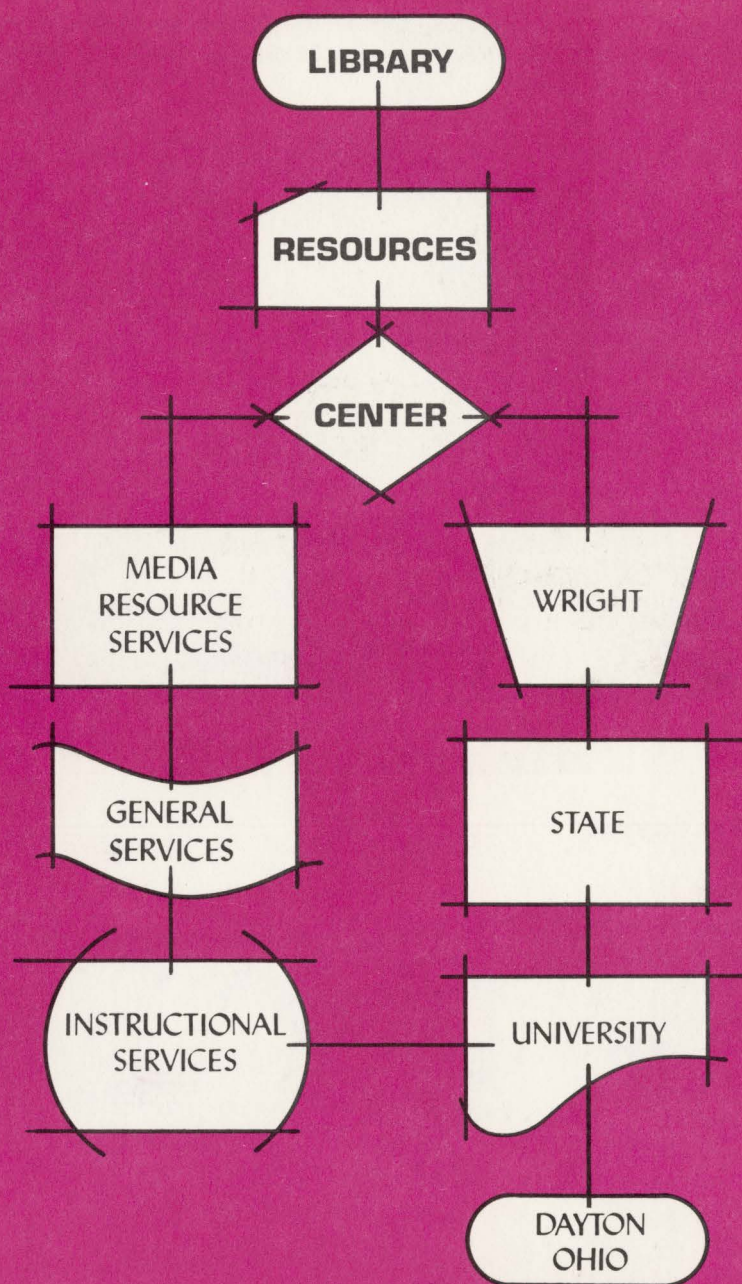 LIBRARY
RESOURCES
CENTER
MEDIA
RESOURCE
SERVICES
GENERAL
SERVICES
INSTRUCTIONAL
SERVICES
WRIGHT
STATE
UNIVERSITY
DAYTON
OHIO